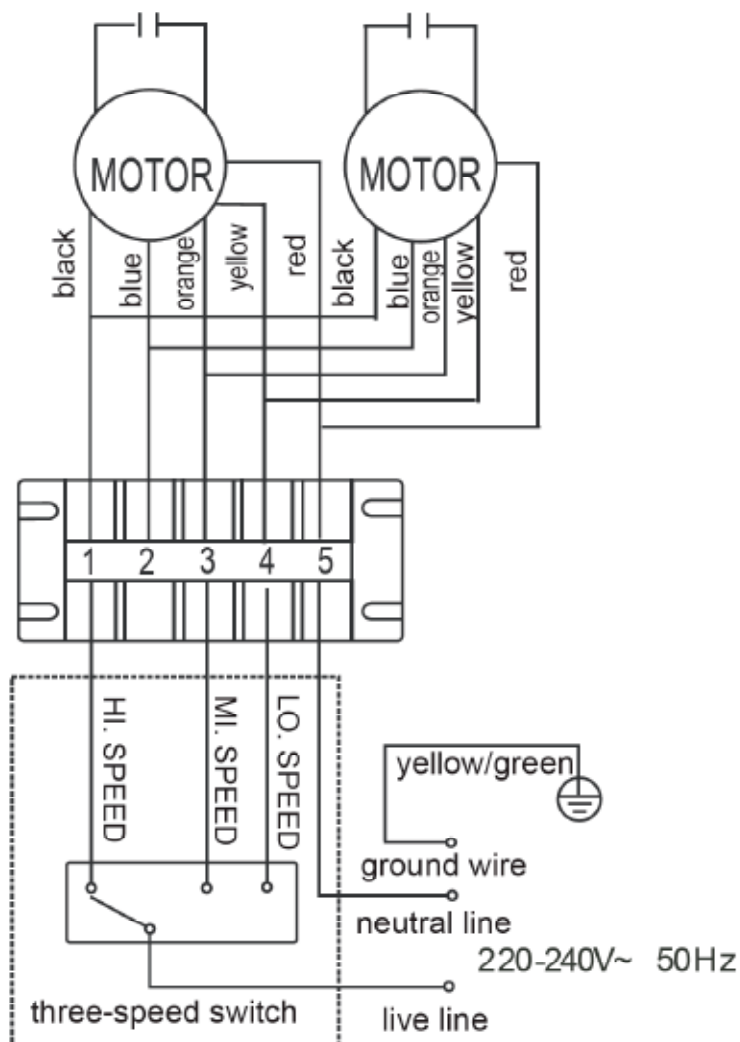 MOTOR
MOTOR
black
blue
orange
yellow
red
black
blue
orange
yellow
red
1 2 3 4 5
HI. SPEED
MI. SPEED
LO. SPEED
yellow/green
ground wire
neutral line
220-240V~ 50Hz
three-speed switch
live line